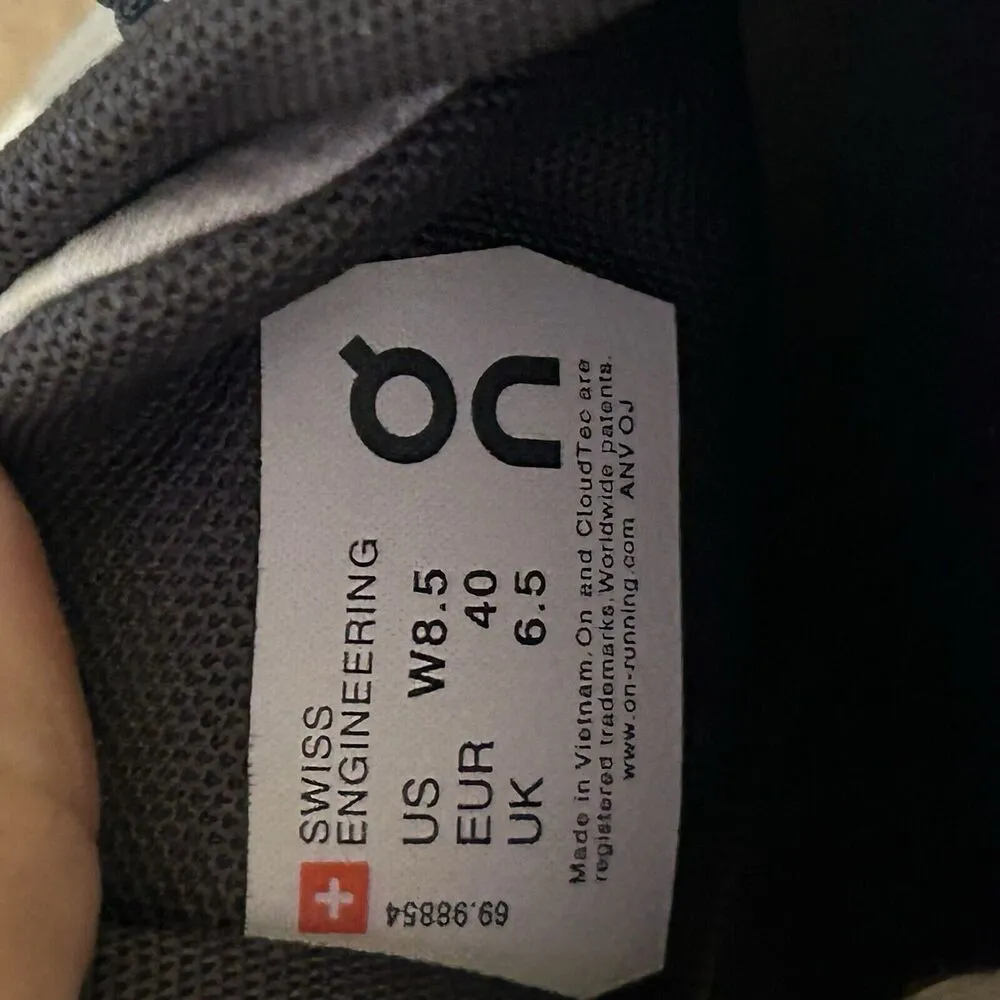 On
SWISS
ENGINEERING
US W8.5
EUR 40
UK 6.5
Made in Vietnam, On and CloudTec are
registered trademarks, Worldwide patents.
www.on-running.com ANV OJ
69.98854